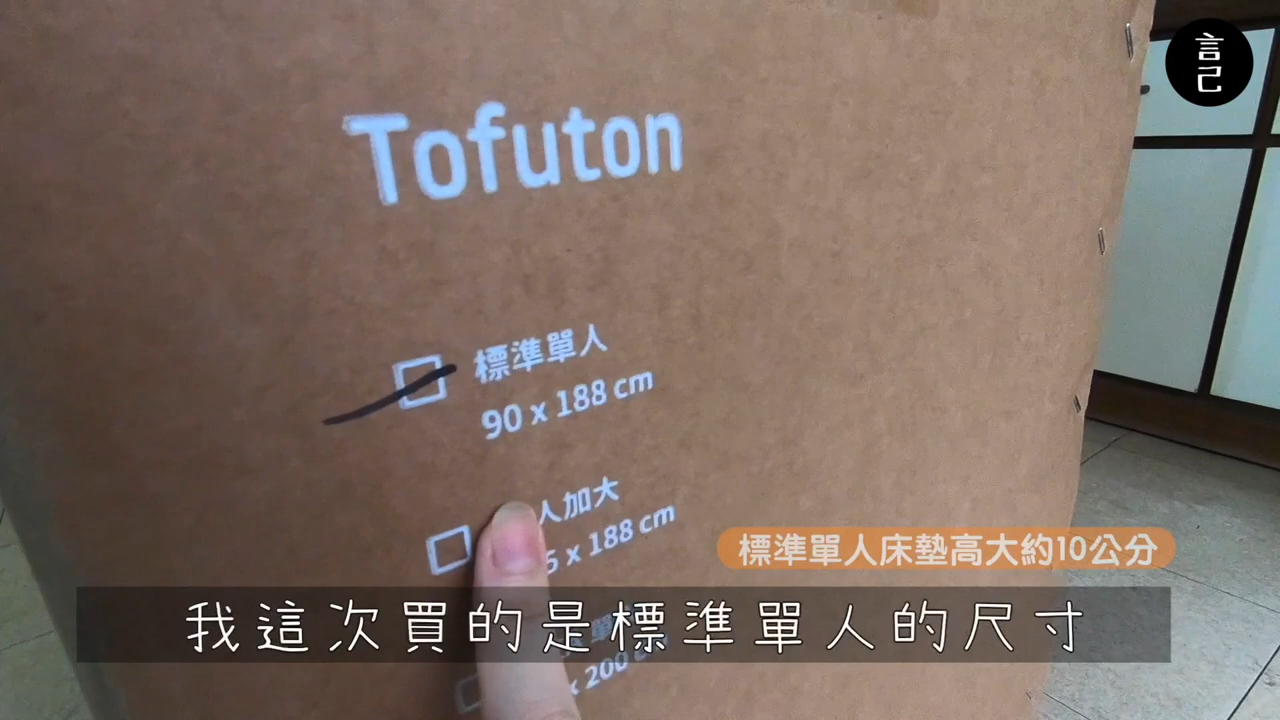 言己
Tofuton
標準單人
90 x 188 cm
人加大
5 x 188 cm
標準單人床墊高大約10公分
我這次買的是標準單人的尺寸
x 200